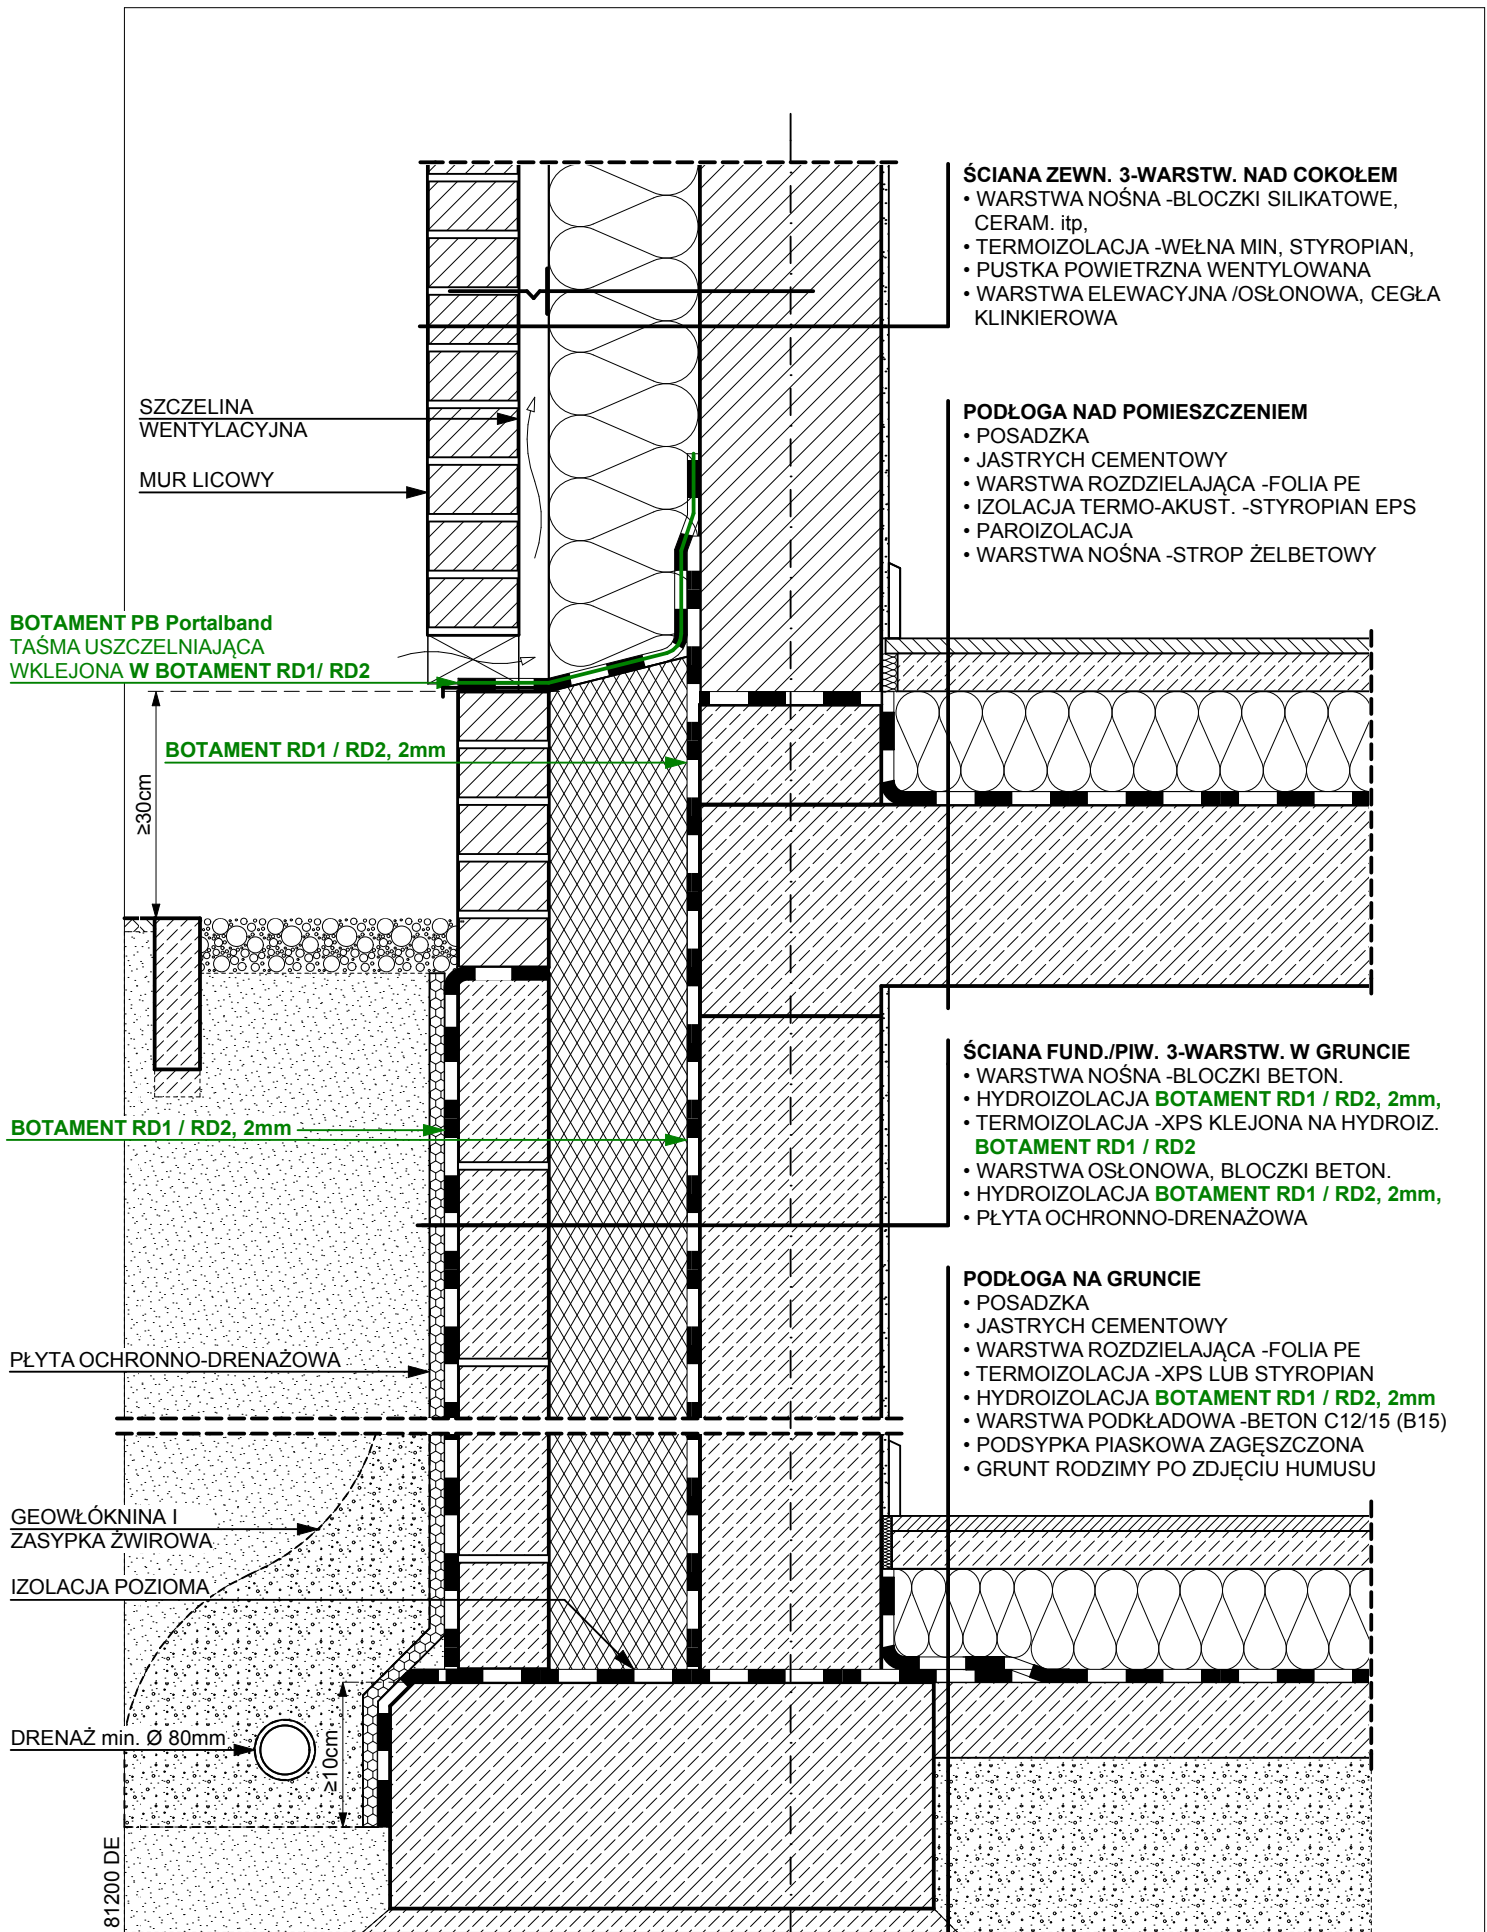 ŚCIANA ZEWN. 3-WARSTW. NAD COKOŁEM
• WARSTWA NOŚNA -BLOCZKI SILIKATOWE,
CERAM. itp,
• TERMOIZOLACJA -WEŁNA MIN, STYROPIAN,
• PUSTKA POWIETRZNA WENTYLOWANA
• WARSTWA ELEWACYJNA /OSŁONOWA, CEGŁA
KLINKIEROWA
SZCZELINA
WENTYLACYJNA
MUR LICOWY
PODŁOGA NAD POMIESZCZENIEM
• POSADZKA
• JASTRYCH CEMENTOWY
• WARSTWA ROZDZIELAJĄCA -FOLIA PE
• IZOLACJA TERMO-AKUST. -STYROPIAN EPS
• PAROIZOLACJA
• WARSTWA NOŚNA -STROP ŻELBETOWY
BOTAMENT PB Portalband
TAŚMA USZCZELNIAJĄCA
WKLEJONA W BOTAMENT RD1/ RD2
BOTAMENT RD1 / RD2, 2mm
≥30cm
ŚCIANA FUND./PIW. 3-WARSTW. W GRUNCIE
• WARSTWA NOŚNA -BLOCZKI BETON.
• HYDROIZOLACJA BOTAMENT RD1 / RD2, 2mm,
• TERMOIZOLACJA -XPS KLEJONA NA HYDROIZ.
BOTAMENT RD1 / RD2
• WARSTWA OSŁONOWA, BLOCZKI BETON.
• HYDROIZOLACJA BOTAMENT RD1 / RD2, 2mm,
• PŁYTA OCHRONNO-DRENAŻOWA
BOTAMENT RD1 / RD2, 2mm
PŁYTA OCHRONNO-DRENAŻOWA
PODŁOGA NA GRUNCIE
• POSADZKA
• JASTRYCH CEMENTOWY
• WARSTWA ROZDZIELAJĄCA -FOLIA PE
• TERMOIZOLACJA -XPS LUB STYROPIAN
• HYDROIZOLACJA BOTAMENT RD1 / RD2, 2mm
• WARSTWA PODKŁADOWA -BETON C12/15 (B15)
• PODSYPKA PIASKOWA ZAGĘSZCZONA
• GRUNT RODZIMY PO ZDJĘCIU HUMUSU
GEOWŁÓKNINA I
ZASYPKA ŻWIROWA
IZOLACJA POZIOMA
DRENAŻ min. Ø 80mm
≥10cm
81200 DE